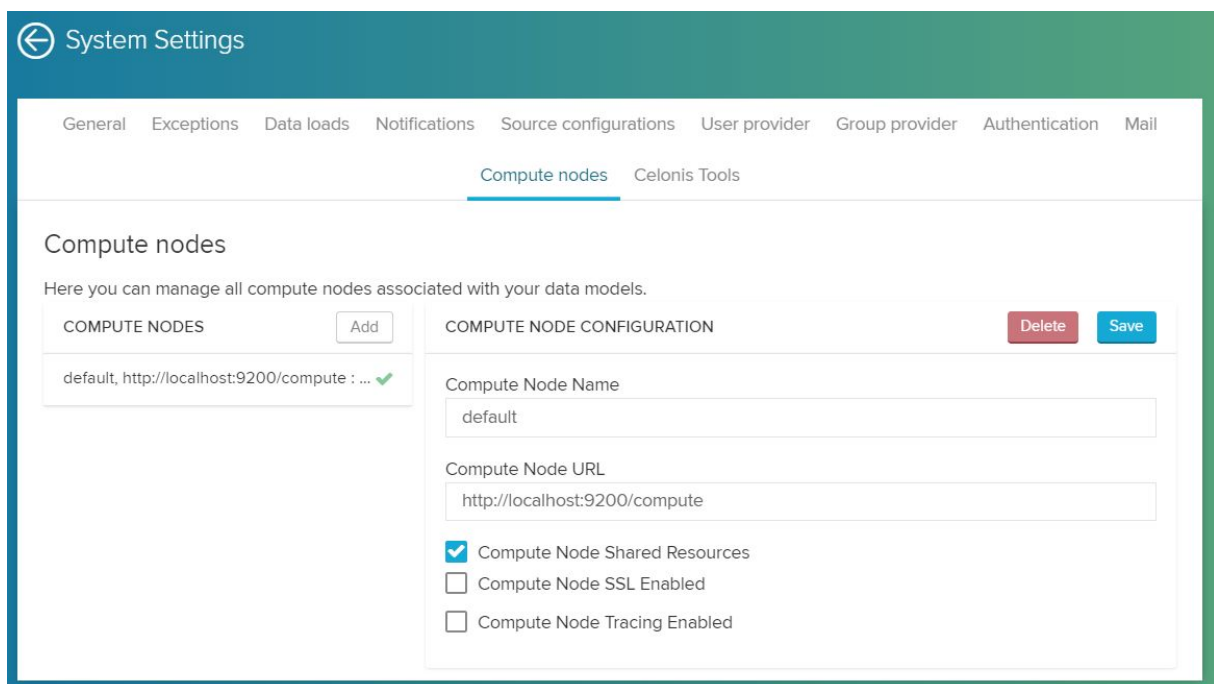 System Settings
General Exceptions Data loads Notifications Source configurations User provider Group provider Authentication Mail
Compute nodes Celonis Tools
Compute nodes
Here you can manage all compute nodes associated with your data models.
COMPUTE NODES Add
default, http://localhost:9200/compute : ...
COMPUTE NODE CONFIGURATION Delete Save
Compute Node Name
default
Compute Node URL
http://localhost:9200/compute
Compute Node Shared Resources
Compute Node SSL Enabled
Compute Node Tracing Enabled